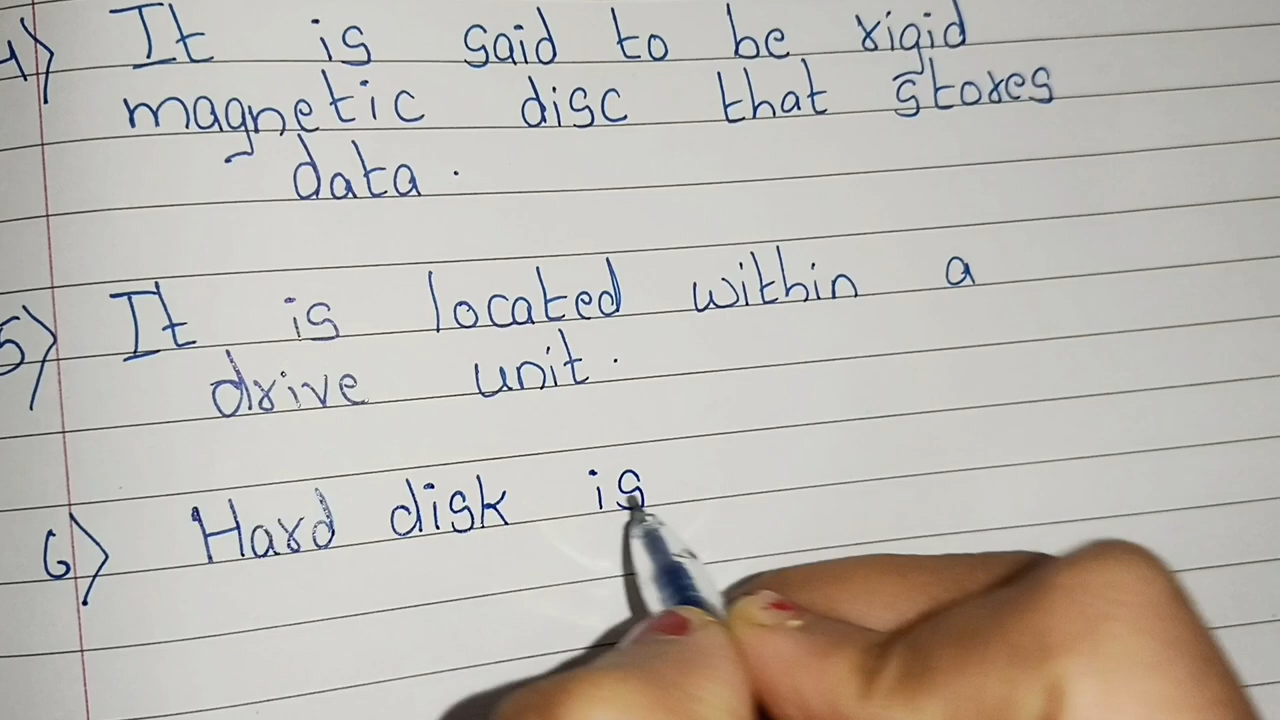 4) It is said to be rigid
magnetic disc that stores
data.
5) It is located within a
drive unit.
6) Hard disk is